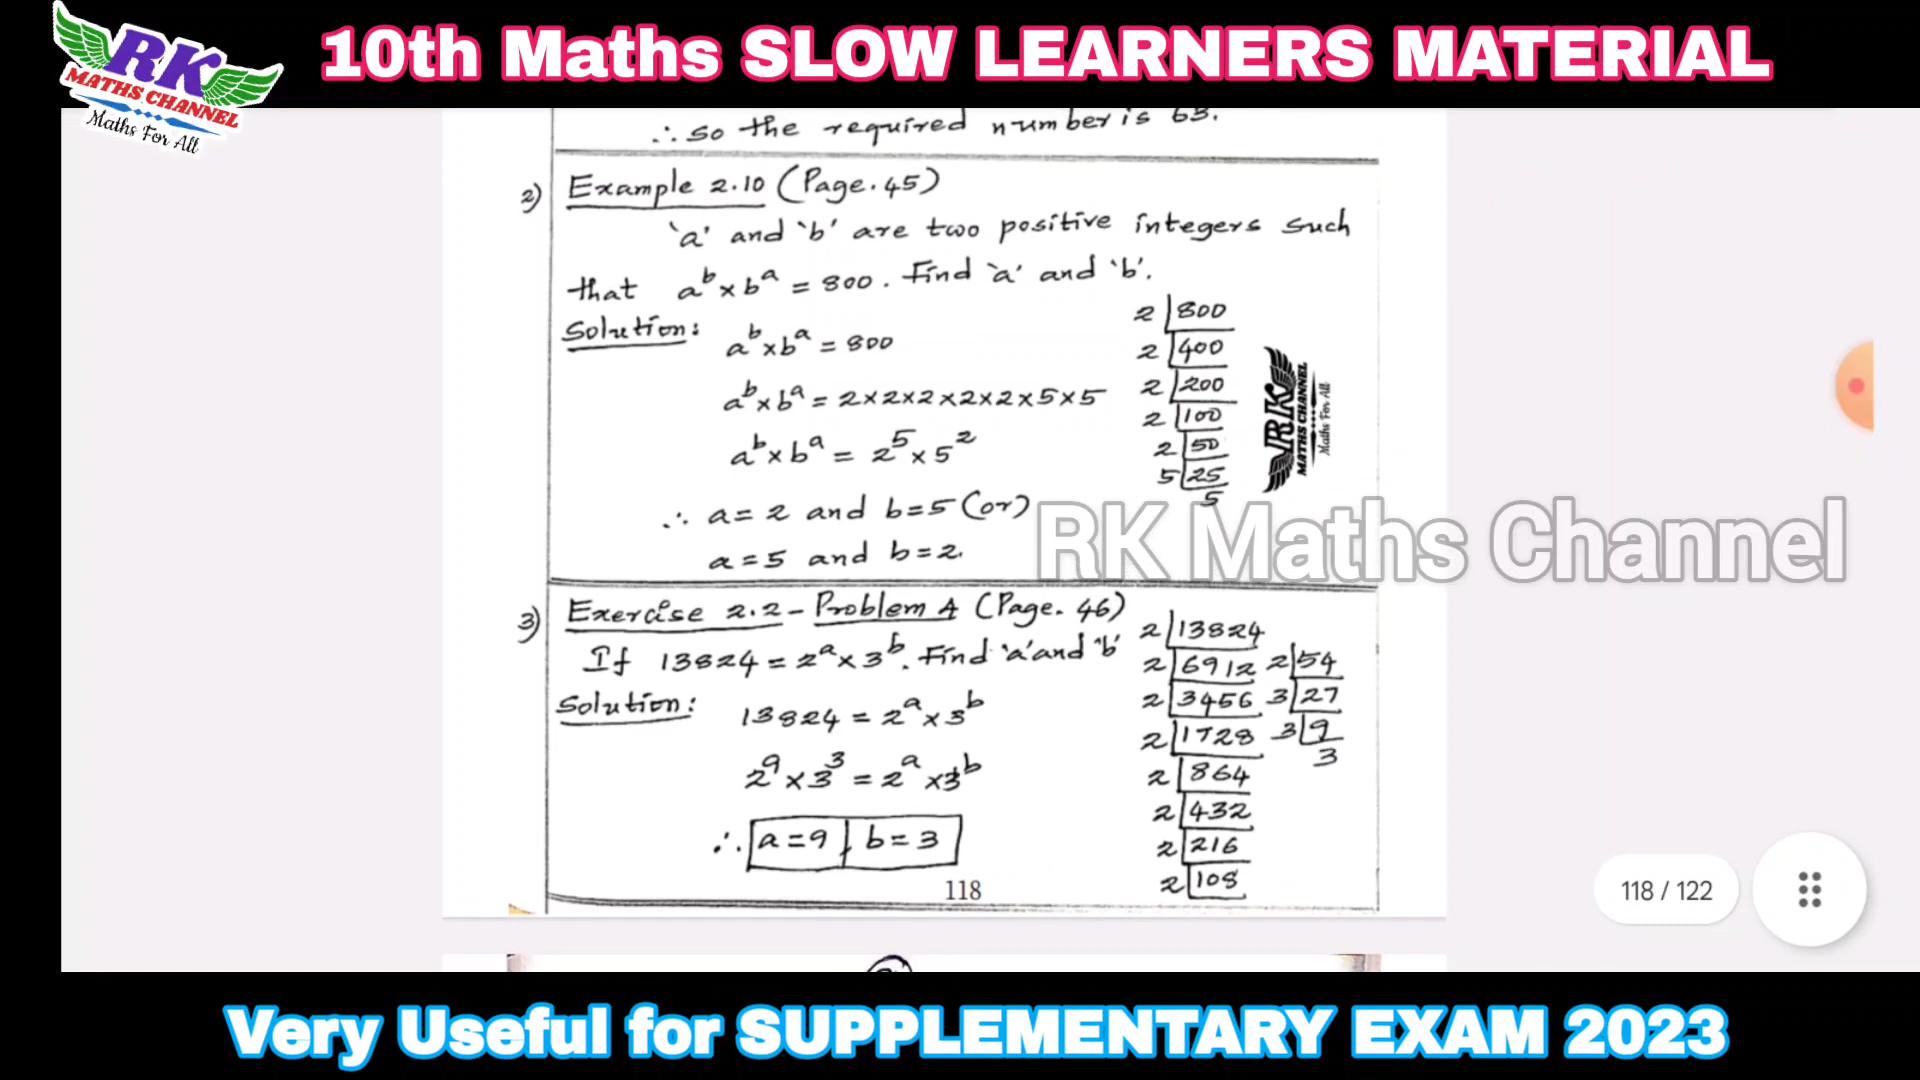 10th Maths SLOW LEARNERS MATERIAL
RK
MATHS CHANNEL
Maths For All
∴ so the required number is 63.
2) Example 2.10 (Page. 45)
'a' and 'b' are two positive integers such
that a^b × b^a = 800. Find 'a' and 'b'.
Solution:
a^b × b^a = 800
a^b × b^a = 2×2×2×2×2×5×5
a^b × b^a = 2^5 × 5^2
∴ a = 2 and b = 5 (or)
a = 5 and b = 2.
2 | 800
2 | 400
2 | 200
2 | 100
2 | 50
5 | 25
5
RK
MATHS CHANNEL
Maths For All
RK Maths Channel
3) Exercise 2.2 - Problem 4 (Page. 46)
If 13824 = 2^a × 3^b. Find 'a' and 'b'
Solution:
13824 = 2^a × 3^b
2^9 × 3^3 = 2^a × 3^b
∴ a = 9, b = 3
2 | 13824
2 | 6912
2 | 3456
2 | 1728
2 | 864
2 | 432
2 | 216
2 | 108
2 | 54
3 | 27
3 | 9
3
118
118 / 122
Very Useful for SUPPLEMENTARY EXAM 2023